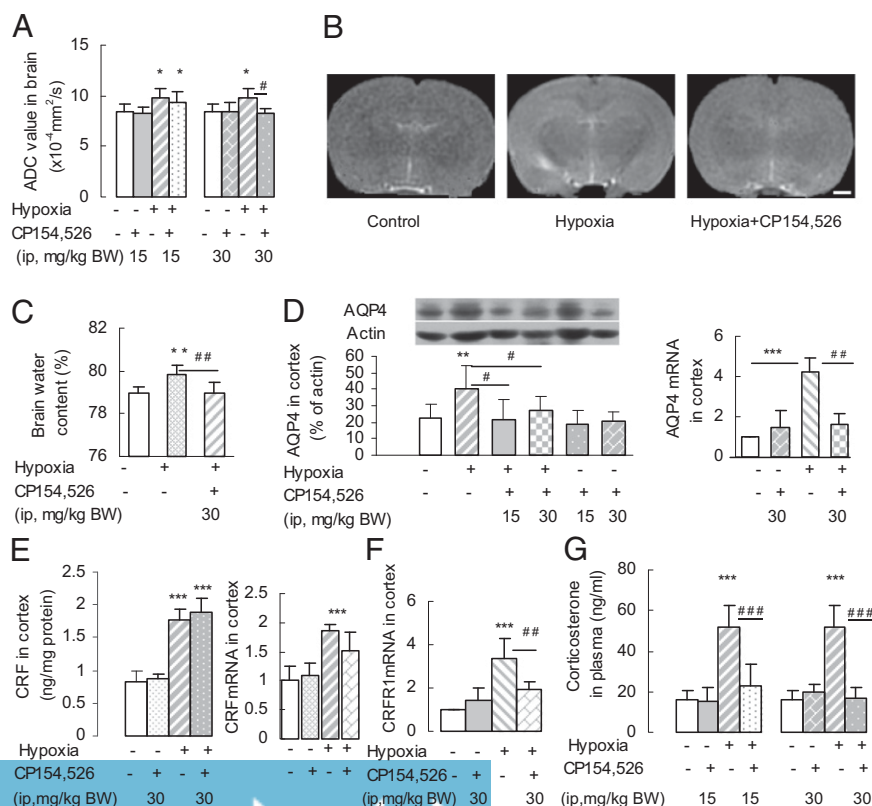 A
ADC value in brain
(x10⁻⁴mm²/s)
15
10
5
0
* * * #
Hypoxia - - + + - - + +
CP154,526 - + - + - + - +
(ip, mg/kg BW) 15 15 30 30
B
Control Hypoxia Hypoxia+CP154,526
C
Brain water
content (%)
82
80
78
76
** ##
Hypoxia - + +
CP154,526 - - +
(ip, mg/kg BW) 30
D
AQP4
Actin
AQP4 in cortex
(% of actin)
60
50
40
30
20
10
0
** # #
Hypoxia - + + + - -
CP154,526 - - + + + +
(ip, mg/kg BW) 15 30 15 30
AQP4 mRNA
in cortex
6
4
2
0
*** ##
- - + +
- + - +
30 30
E
CRF in cortex
(ng/mg protein)
2.5
2
1.5
1
0.5
0
*** ***
Hypoxia - - + +
CP154,526 - + - +
(ip,mg/kg BW) 30 30
CRFmRNA in cortex
2.5
2.0
1.5
1.0
0.5
0.0
***
- - + +
- + - +
F
CRFR1mRNA in cortex
6
4
2
0
*** ##
Hypoxia - - + +
CP154,526 - + - +
(ip,mg/kg BW) 30 30
G
Corticosterone
in plasma (ng/ml)
80
60
40
20
0
*** ### *** ###
Hypoxia - - + + - - + +
CP154,526 - + - + - + - +
(ip,mg/kg BW) 15 15 30 30